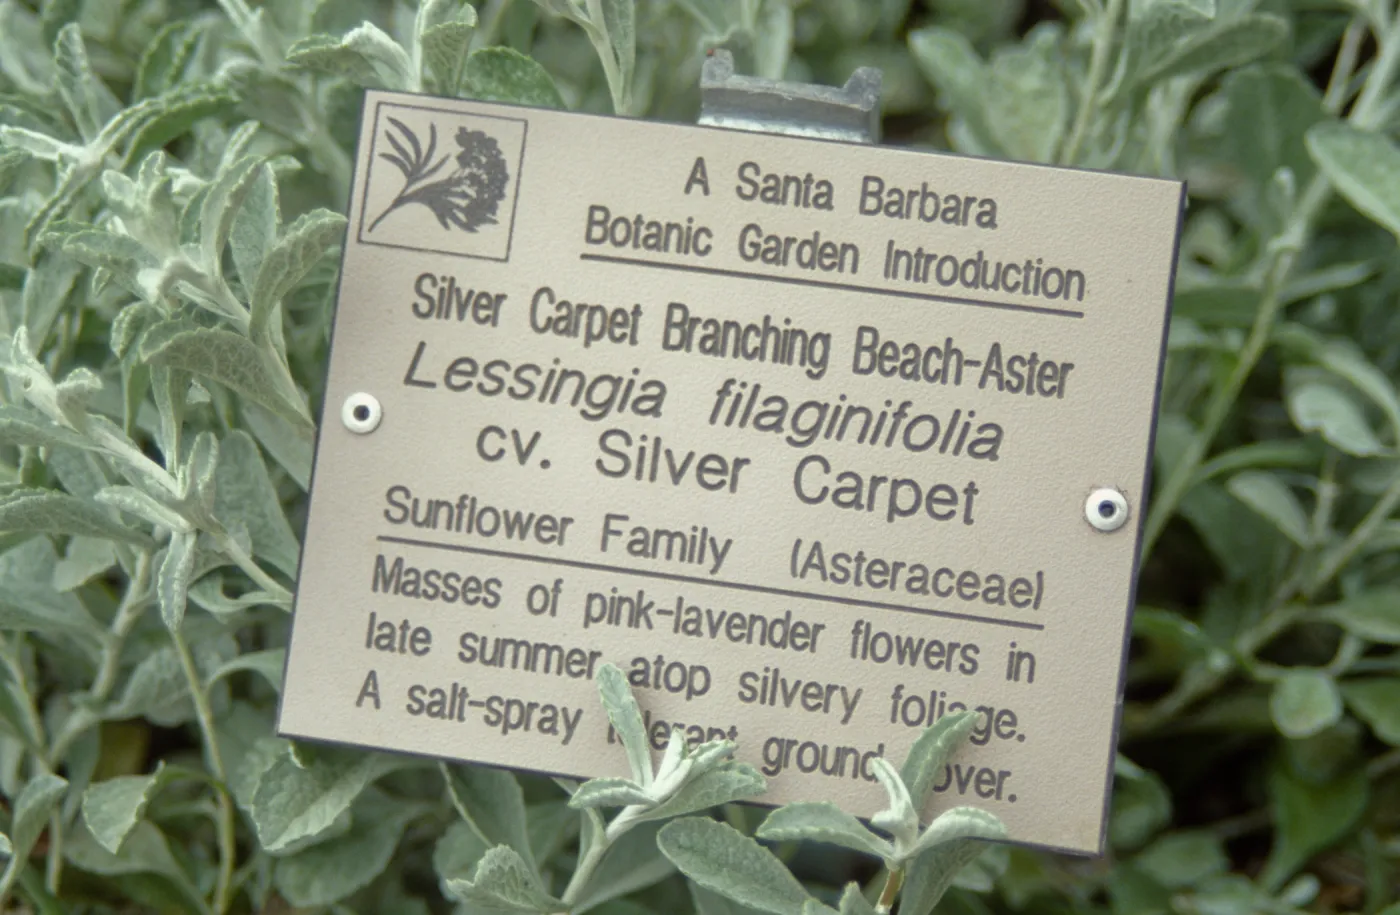 A Santa Barbara
Botanic Garden Introduction
Silver Carpet Branching Beach-Aster
Lessingia filaginifolia
cv. Silver Carpet
Sunflower Family (Asteraceae)
Masses of pink-lavender flowers in
late summer atop silvery foliage.
A salt-spray tolerant ground cover.